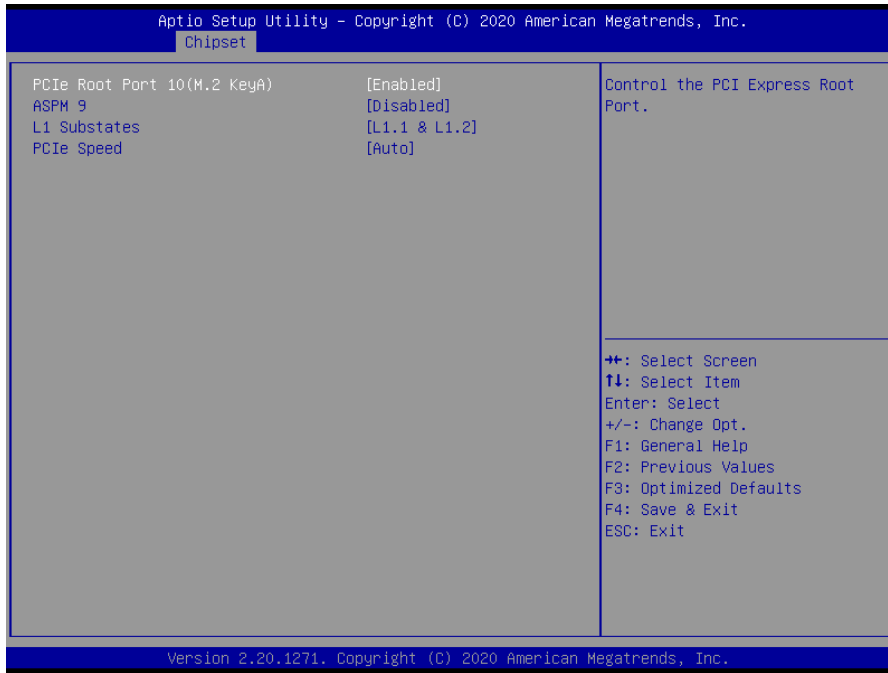 Aptio Setup Utility – Copyright (C) 2020 American Megatrends, Inc.
Chipset
PCIe Root Port 10(M.2 KeyA) [Enabled]
ASPM 9 [Disabled]
L1 Substates [L1.1 & L1.2]
PCIe Speed [Auto]
Control the PCI Express Root
Port.
→←: Select Screen
↑↓: Select Item
Enter: Select
+/-: Change Opt.
F1: General Help
F2: Previous Values
F3: Optimized Defaults
F4: Save & Exit
ESC: Exit
Version 2.20.1271. Copyright (C) 2020 American Megatrends, Inc.